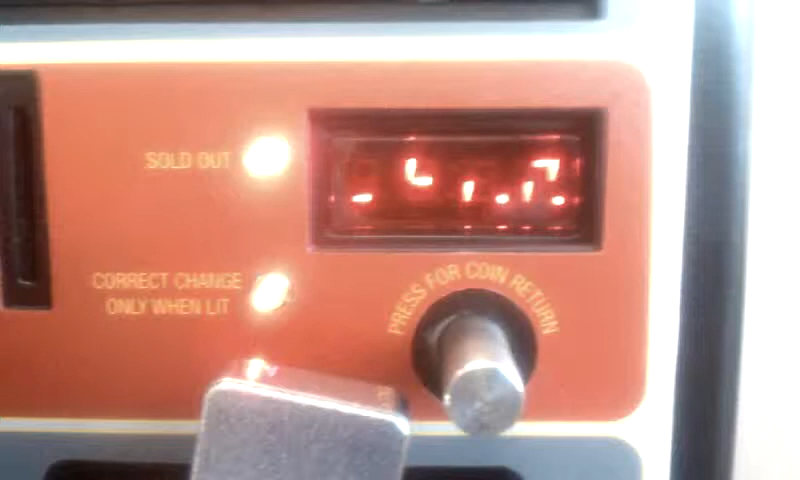 SOLD OUT
CORRECT CHANGE
ONLY WHEN LIT
PRESS FOR COIN RETURN